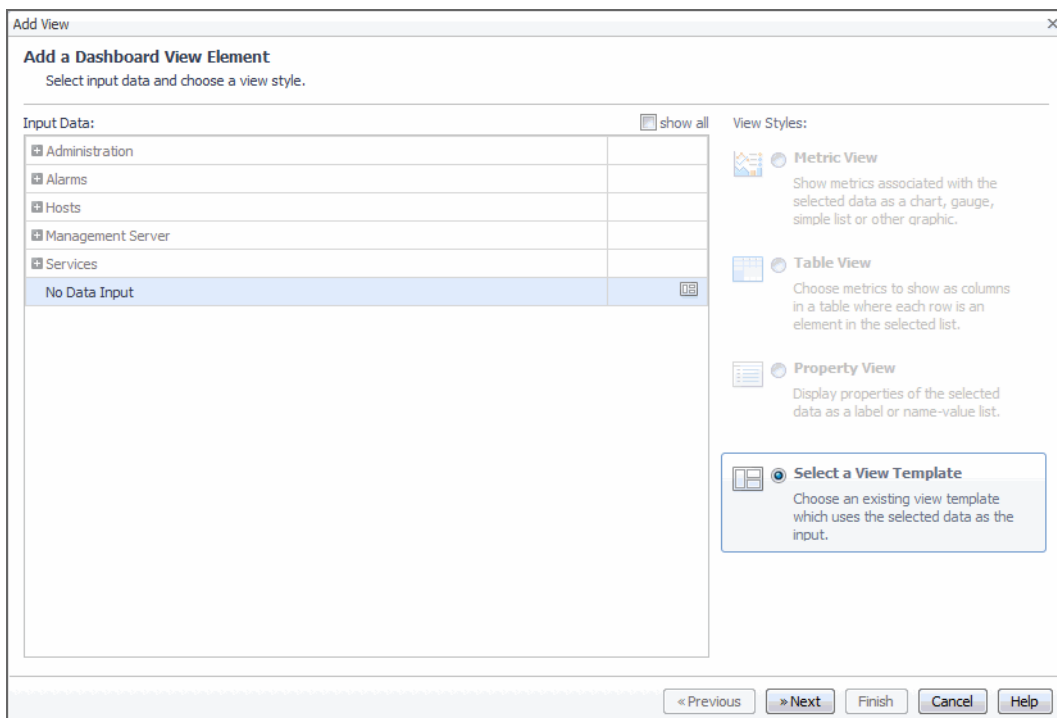 Add View
Add a Dashboard View Element
Select input data and choose a view style.
Input Data:
show all
Administration
Alarms
Hosts
Management Server
Services
No Data Input
View Styles:
Metric View
Show metrics associated with the
selected data as a chart, gauge,
simple list or other graphic.
Table View
Choose metrics to show as columns
in a table where each row is an
element in the selected list.
Property View
Display properties of the selected
data as a label or name-value list.
Select a View Template
Choose an existing view template
which uses the selected data as the
input.
« Previous
» Next
Finish
Cancel
Help